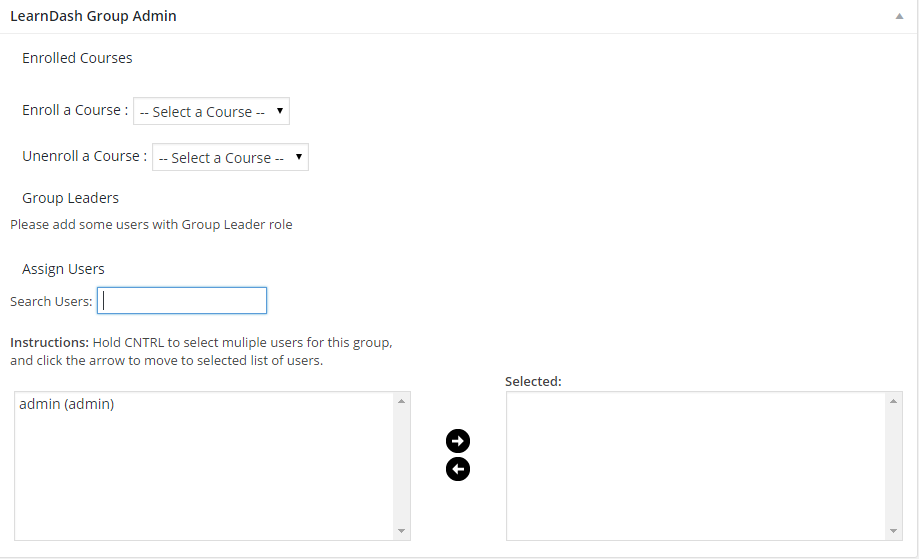 LearnDash Group Admin
Enrolled Courses
Enroll a Course : -- Select a Course --
Unenroll a Course : -- Select a Course --
Group Leaders
Please add some users with Group Leader role
Assign Users
Search Users:
Instructions: Hold CNTRL to select muliple users for this group,
and click the arrow to move to selected list of users.
Selected:
admin (admin)